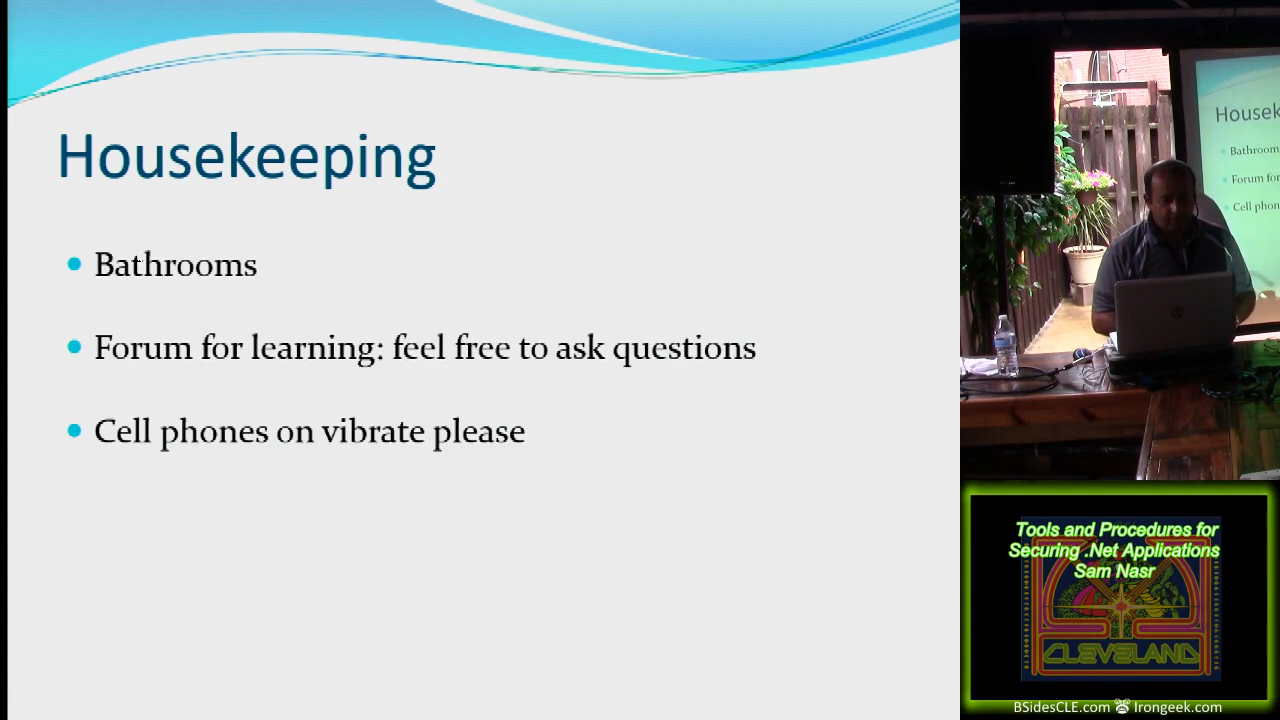 Housekeeping
Bathrooms
Forum for learning: feel free to ask questions
Cell phones on vibrate please
Housek
Bathroom
Forum for
Cell phon
Tools and Procedures for
Securing .Net Applications
Sam Nasr
CLEVELAND
BSidesCLE.com Irongeek.com